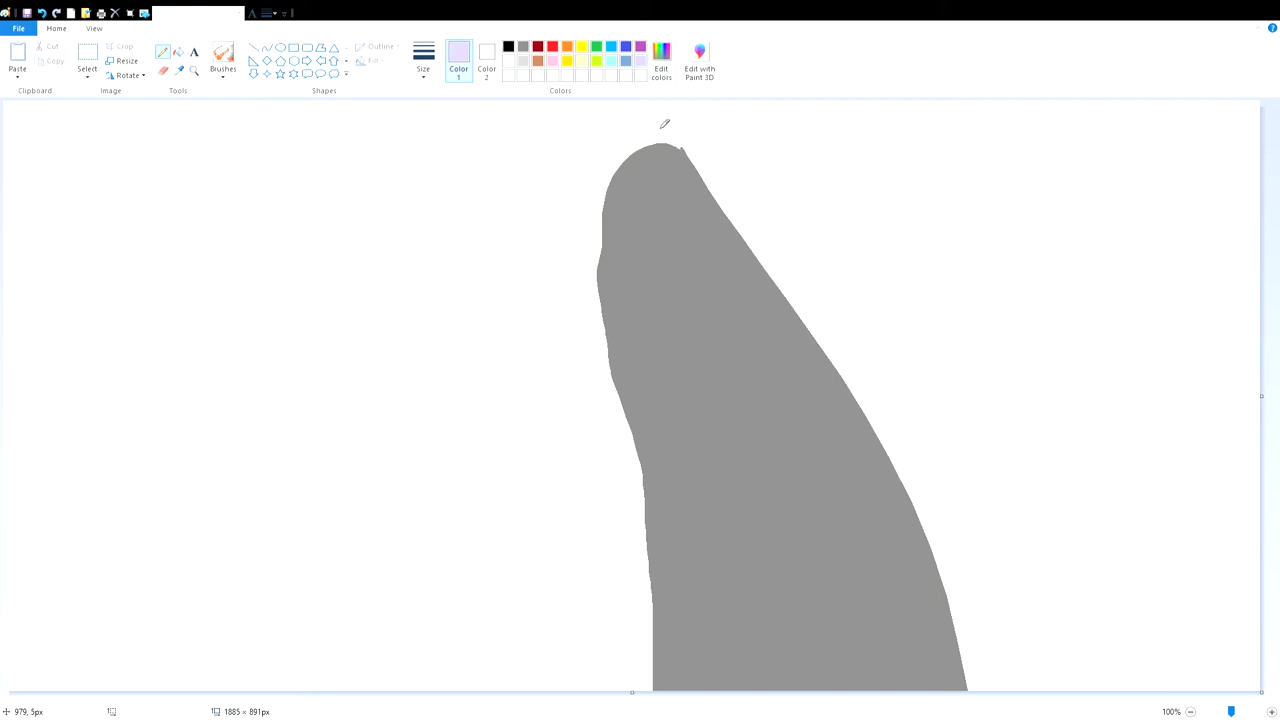 File Home View
Paste Cut Copy Select Crop Resize Rotate A Brushes Outline Fill Size Color 1 Color 2 Edit colors Edit with Paint 3D
Clipboard Image Tools Shapes Colors
979, 5px 1885 × 891px 100%